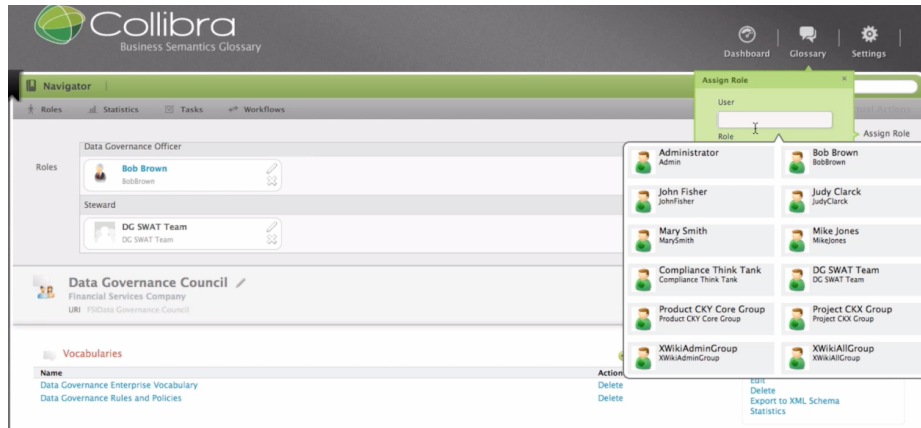 Collibra
Business Semantics Glossary
Dashboard
Glossary
Settings
Navigator
Assign Role
×
Roles
Statistics
Tasks
Workflows
User
Role
Assign Role
Roles
Data Governance Officer
Bob Brown
BobBrown
Steward
DG SWAT Team
DG SWAT Team
Administrator
Admin
Bob Brown
BobBrown
John Fisher
JohnFisher
Judy Clarck
JudyClarck
Mary Smith
MarySmith
Mike Jones
MikeJones
Compliance Think Tank
Compliance Think Tank
DG SWAT Team
DG SWAT Team
Product CKY Core Group
Product CKY Core Group
Project CKX Group
Project CKX Group
XWikiAdminGroup
XWikiAdminGroup
XWikiAllGroup
XWikiAllGroup
Data Governance Council
Financial Services Company
URI FSIData Governance Council
Vocabularies
Name
Action
Data Governance Enterprise Vocabulary
Delete
Data Governance Rules and Policies
Delete
Edit
Delete
Export to XML Schema
Statistics